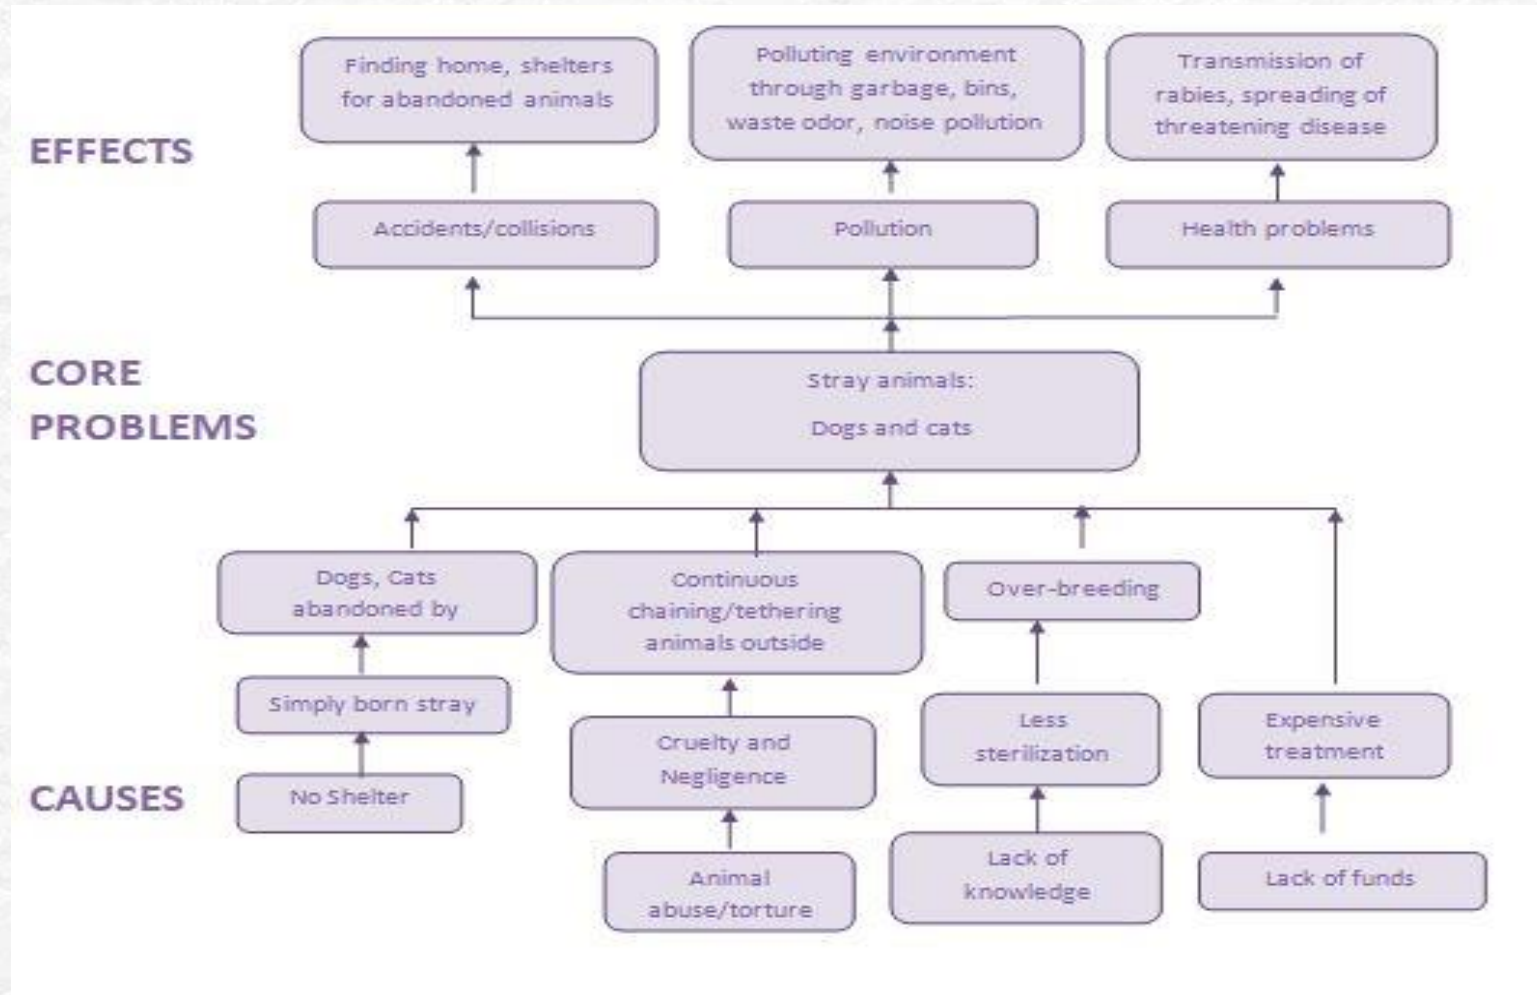 Finding home, shelters
for abandoned animals
Polluting environment
through garbage, bins,
waste odor, noise pollution
Transmission of
rabies, spreading of
threatening disease
EFFECTS
Accidents/collisions
Pollution
Health problems
CORE
PROBLEMS
Stray animals:
Dogs and cats
Dogs, Cats
abandoned by
Continuous
chaining/tethering
animals outside
Over-breeding
Simply born stray
Cruelty and
Negligence
Less
sterilization
Expensive
treatment
CAUSES
No Shelter
Animal
abuse/torture
Lack of
knowledge
Lack of funds